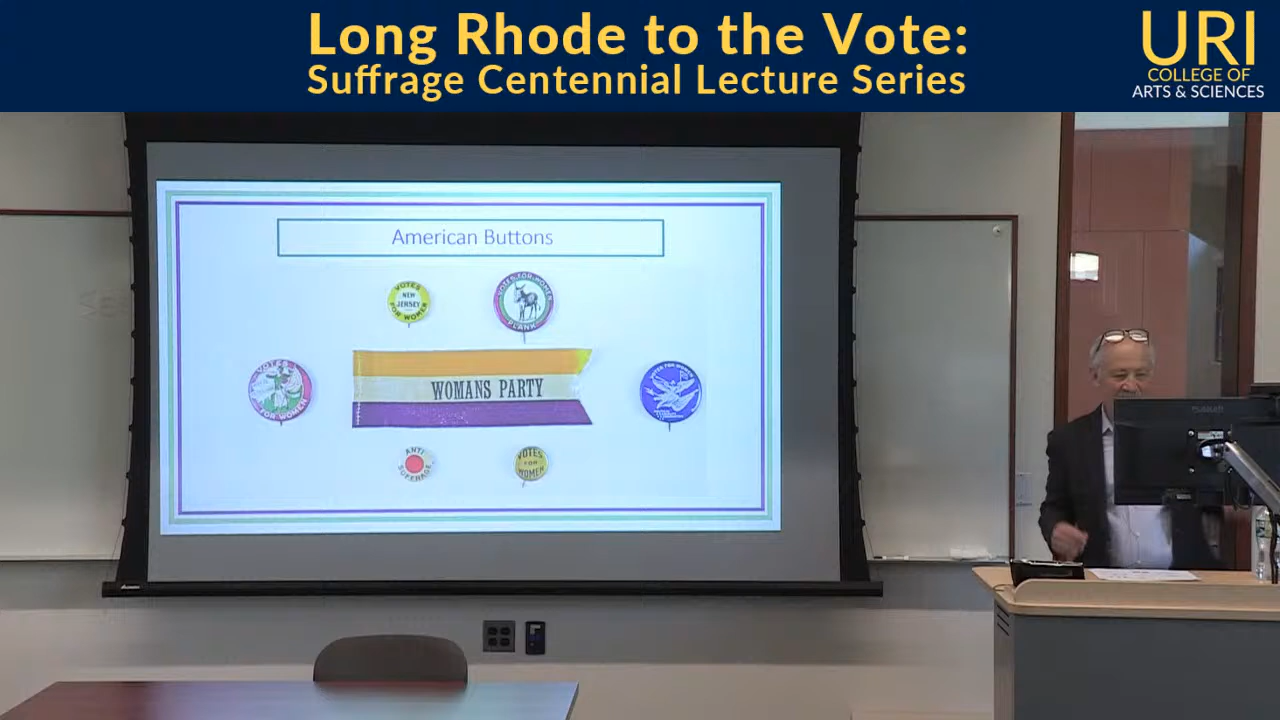 Long Rhode to the Vote:
Suffrage Centennial Lecture Series
URI
COLLEGE OF
ARTS & SCIENCES
American Buttons
VOTES
NEW
JERSEY
FOR WOMEN
VOTES FOR WOMEN
PLANK
VOTES
FOR WOMEN
WOMANS PARTY
VOTES FOR WOMEN
ANTI
SUFFRAGE
VOTES
FOR
WOMEN